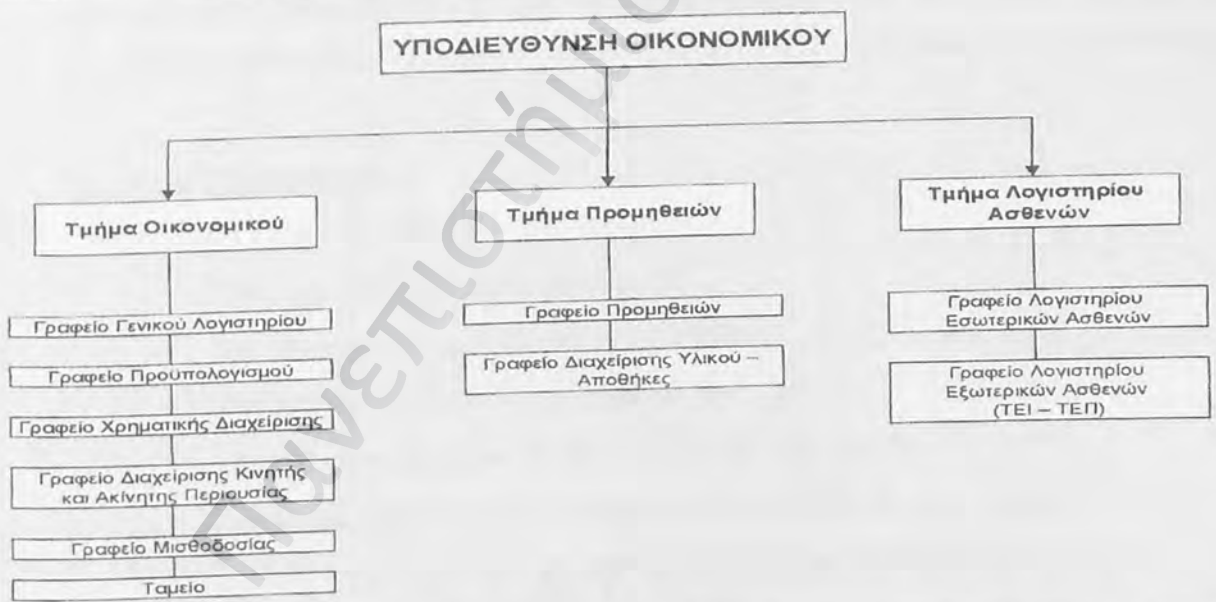 ΥΠΟΔΙΕΥΘΥΝΣΗ ΟΙΚΟΝΟΜΙΚΟΥ
Τμήμα Οικονομικού
Γραφείο Γενικού Λογιστηρίου
Γραφείο Προϋπολογισμού
Γραφείο Χρηματικής Διαχείρισης
Γραφείο Διαχείρισης Κινητής
και Ακίνητης Περιουσίας
Γραφείο Μισθοδοσίας
Ταμείο
Τμήμα Προμηθειών
Γραφείο Προμηθειών
Γραφείο Διαχείρισης Υλικού –
Αποθήκες
Τμήμα Λογιστηρίου
Ασθενών
Γραφείο Λογιστηρίου
Εσωτερικών Ασθενών
Γραφείο Λογιστηρίου
Εξωτερικών Ασθενών
(ΤΕΙ – ΤΕΠ)